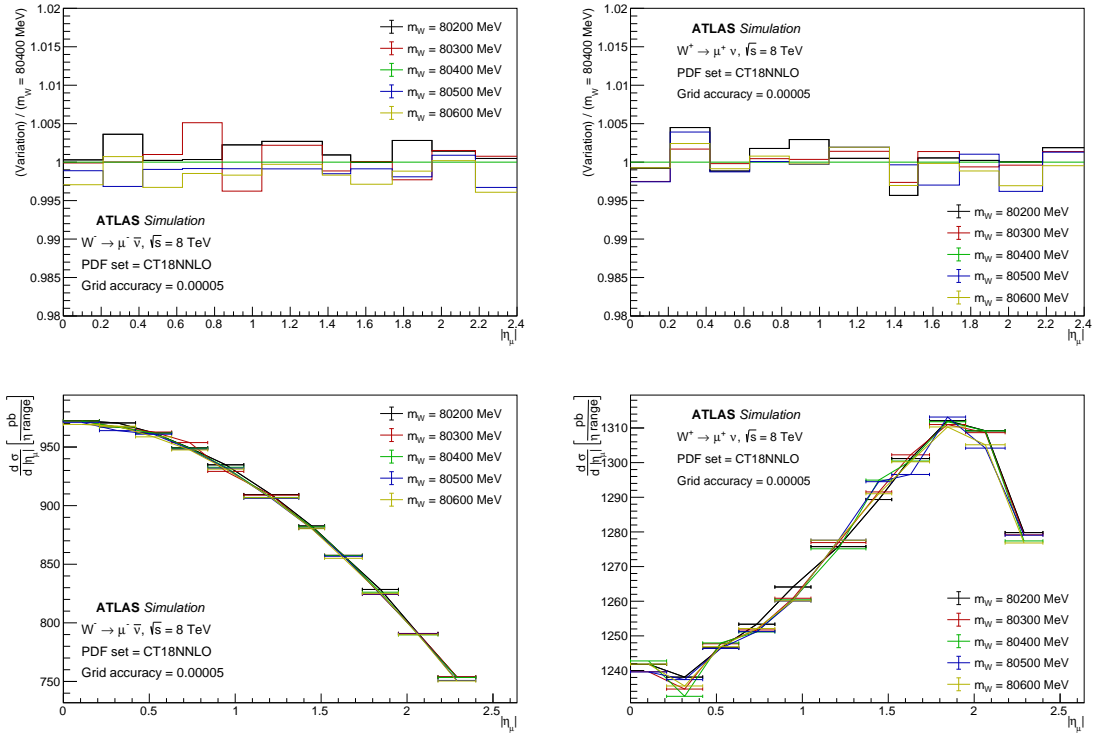 (Variation) / (m_W = 80400 MeV)
1.02
1.015
1.01
1.005
1
0.995
0.99
0.985
0.98
m_W = 80200 MeV
m_W = 80300 MeV
m_W = 80400 MeV
m_W = 80500 MeV
m_W = 80600 MeV
ATLAS Simulation
W⁻ → μ⁻ ν̅, √s = 8 TeV
PDF set = CT18NNLO
Grid accuracy = 0.00005
0 0.2 0.4 0.6 0.8 1 1.2 1.4 1.6 1.8 2 2.2 2.4
|η_μ|
(Variation) / (m_W = 80400 MeV)
1.02
1.015
1.01
1.005
1
0.995
0.99
0.985
0.98
ATLAS Simulation
W⁺ → μ⁺ ν, √s = 8 TeV
PDF set = CT18NNLO
Grid accuracy = 0.00005
m_W = 80200 MeV
m_W = 80300 MeV
m_W = 80400 MeV
m_W = 80500 MeV
m_W = 80600 MeV
0 0.2 0.4 0.6 0.8 1 1.2 1.4 1.6 1.8 2 2.2 2.4
|η_μ|
d σ / d |η_μ| [pb / η range]
950
900
850
800
750
m_W = 80200 MeV
m_W = 80300 MeV
m_W = 80400 MeV
m_W = 80500 MeV
m_W = 80600 MeV
ATLAS Simulation
W⁻ → μ⁻ ν̅, √s = 8 TeV
PDF set = CT18NNLO
Grid accuracy = 0.00005
0 0.5 1 1.5 2 2.5
|η_μ|
d σ / d |η_μ| [pb / η range]
1310
1300
1290
1280
1270
1260
1250
1240
ATLAS Simulation
W⁺ → μ⁺ ν, √s = 8 TeV
PDF set = CT18NNLO
Grid accuracy = 0.00005
m_W = 80200 MeV
m_W = 80300 MeV
m_W = 80400 MeV
m_W = 80500 MeV
m_W = 80600 MeV
0 0.5 1 1.5 2 2.5
|η_μ|